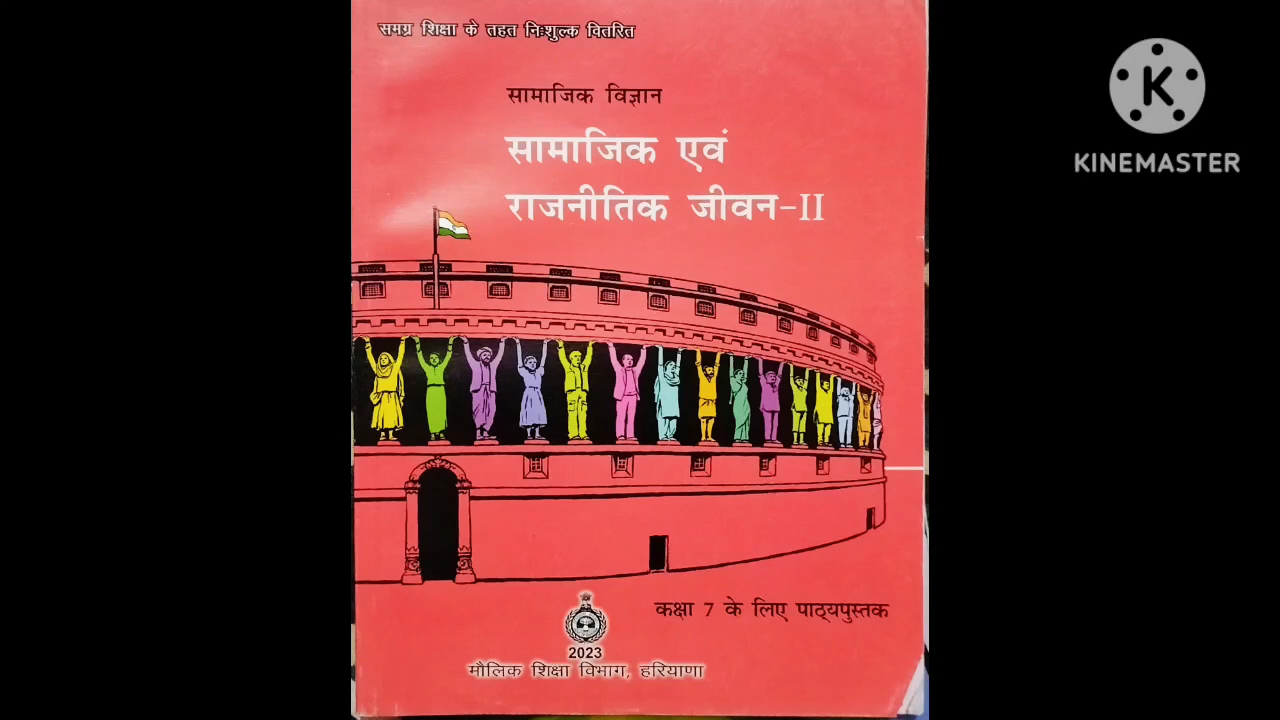 समग्र शिक्षा के तहत निःशुल्क वितरित
सामाजिक विज्ञान
सामाजिक एवं
राजनीतिक जीवन-II
K
KINEMASTER
कक्षा 7 के लिए पाठ्यपुस्तक
2023
मौलिक शिक्षा विभाग, हरियाणा